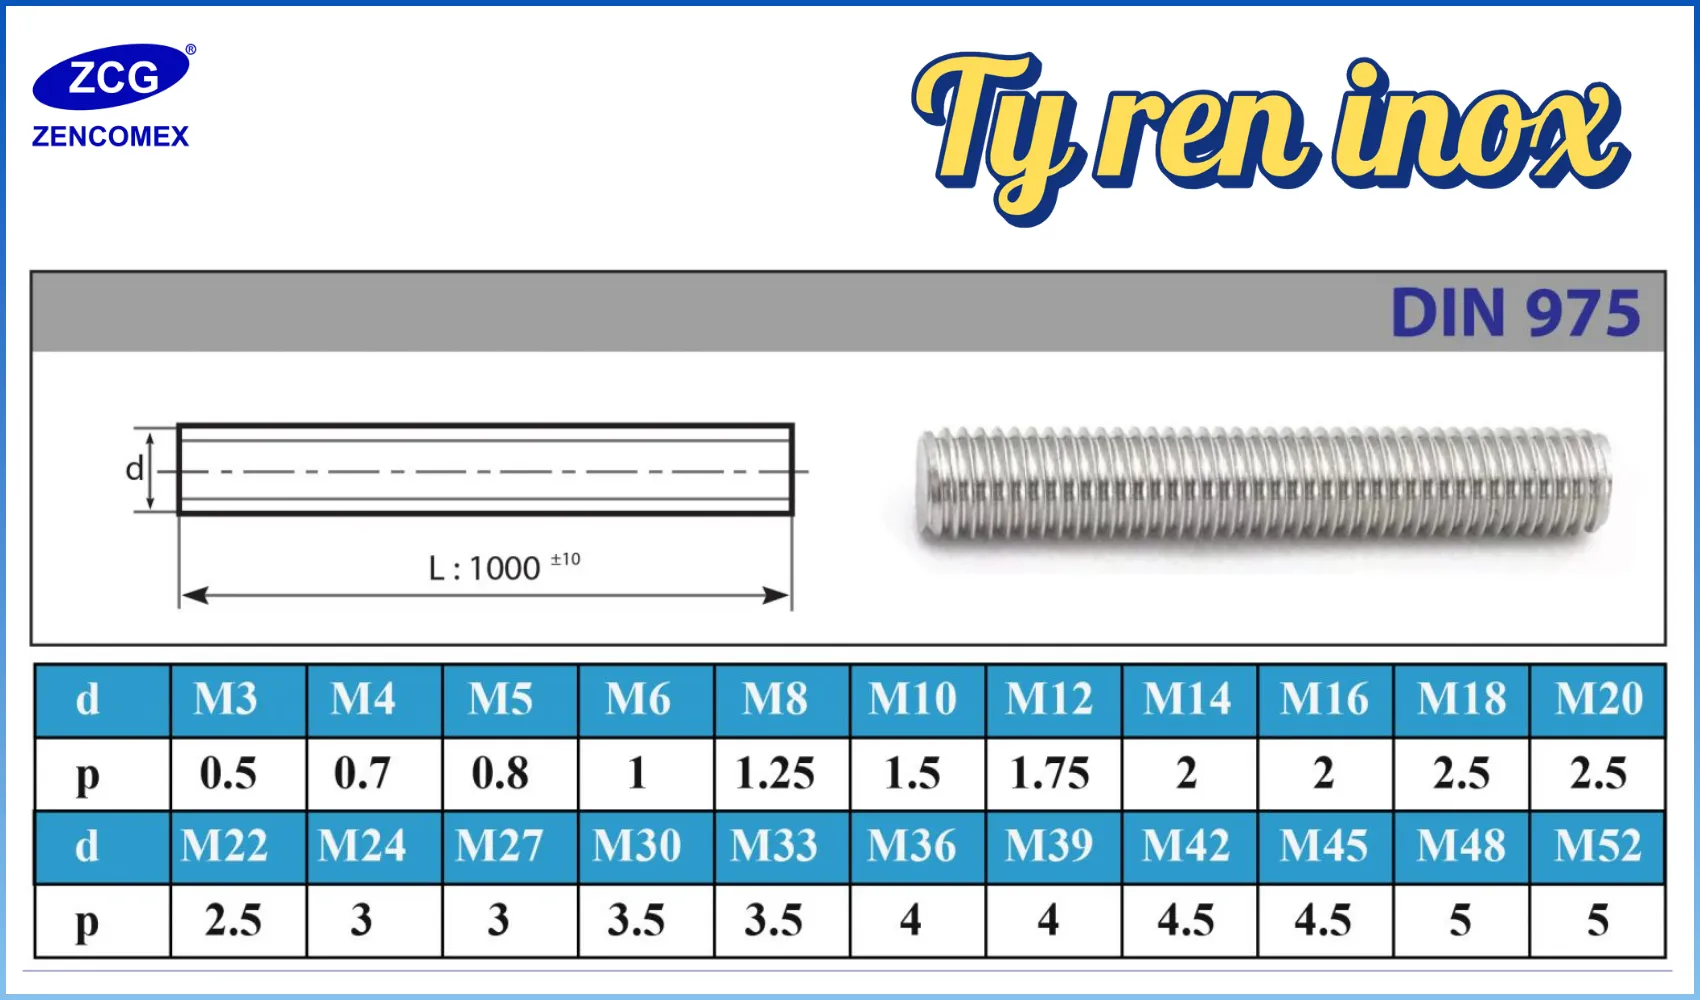 ZCG®
ZENCOMEX
Ty ren inox
DIN 975
d
L : 1000 ±10
d M3 M4 M5 M6 M8 M10 M12 M14 M16 M18 M20
p 0.5 0.7 0.8 1 1.25 1.5 1.75 2 2 2.5 2.5
d M22 M24 M27 M30 M33 M36 M39 M42 M45 M48 M52
p 2.5 3 3 3.5 3.5 4 4 4.5 4.5 5 5